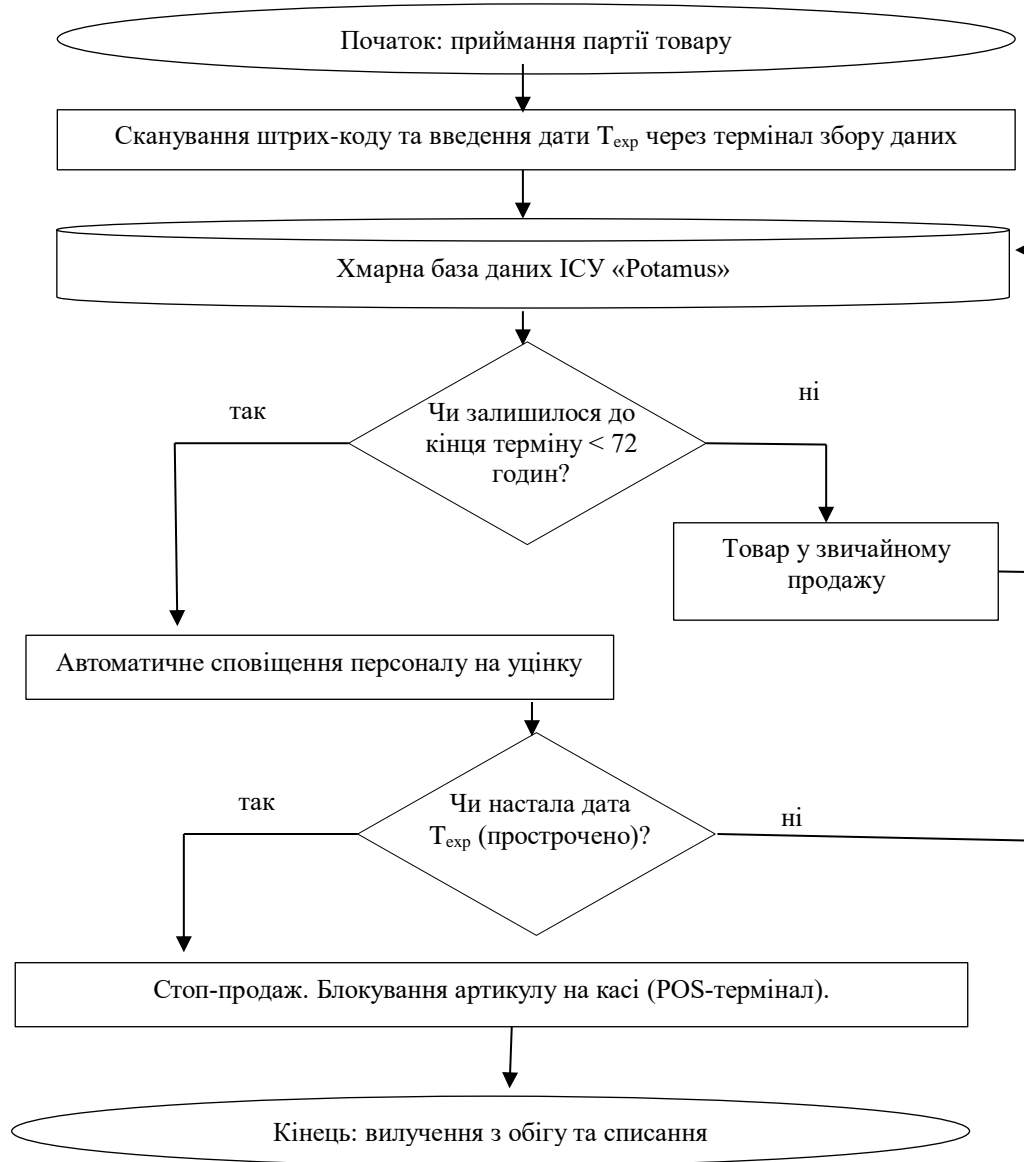 Початок: приймання партії товару
Сканування штрих-коду та введення дати Texp через термінал збору даних
Хмарна база даних ІСУ «Potamus»
так
ні
Чи залишилося до
кінця терміну < 72
годин?
Товар у звичайному
продажу
Автоматичне сповіщення персоналу на уцінку
так
ні
Чи настала дата
Texp (прострочено)?
Стоп-продаж. Блокування артикулу на касі (POS-термінал).
Кінець: вилучення з обігу та списання